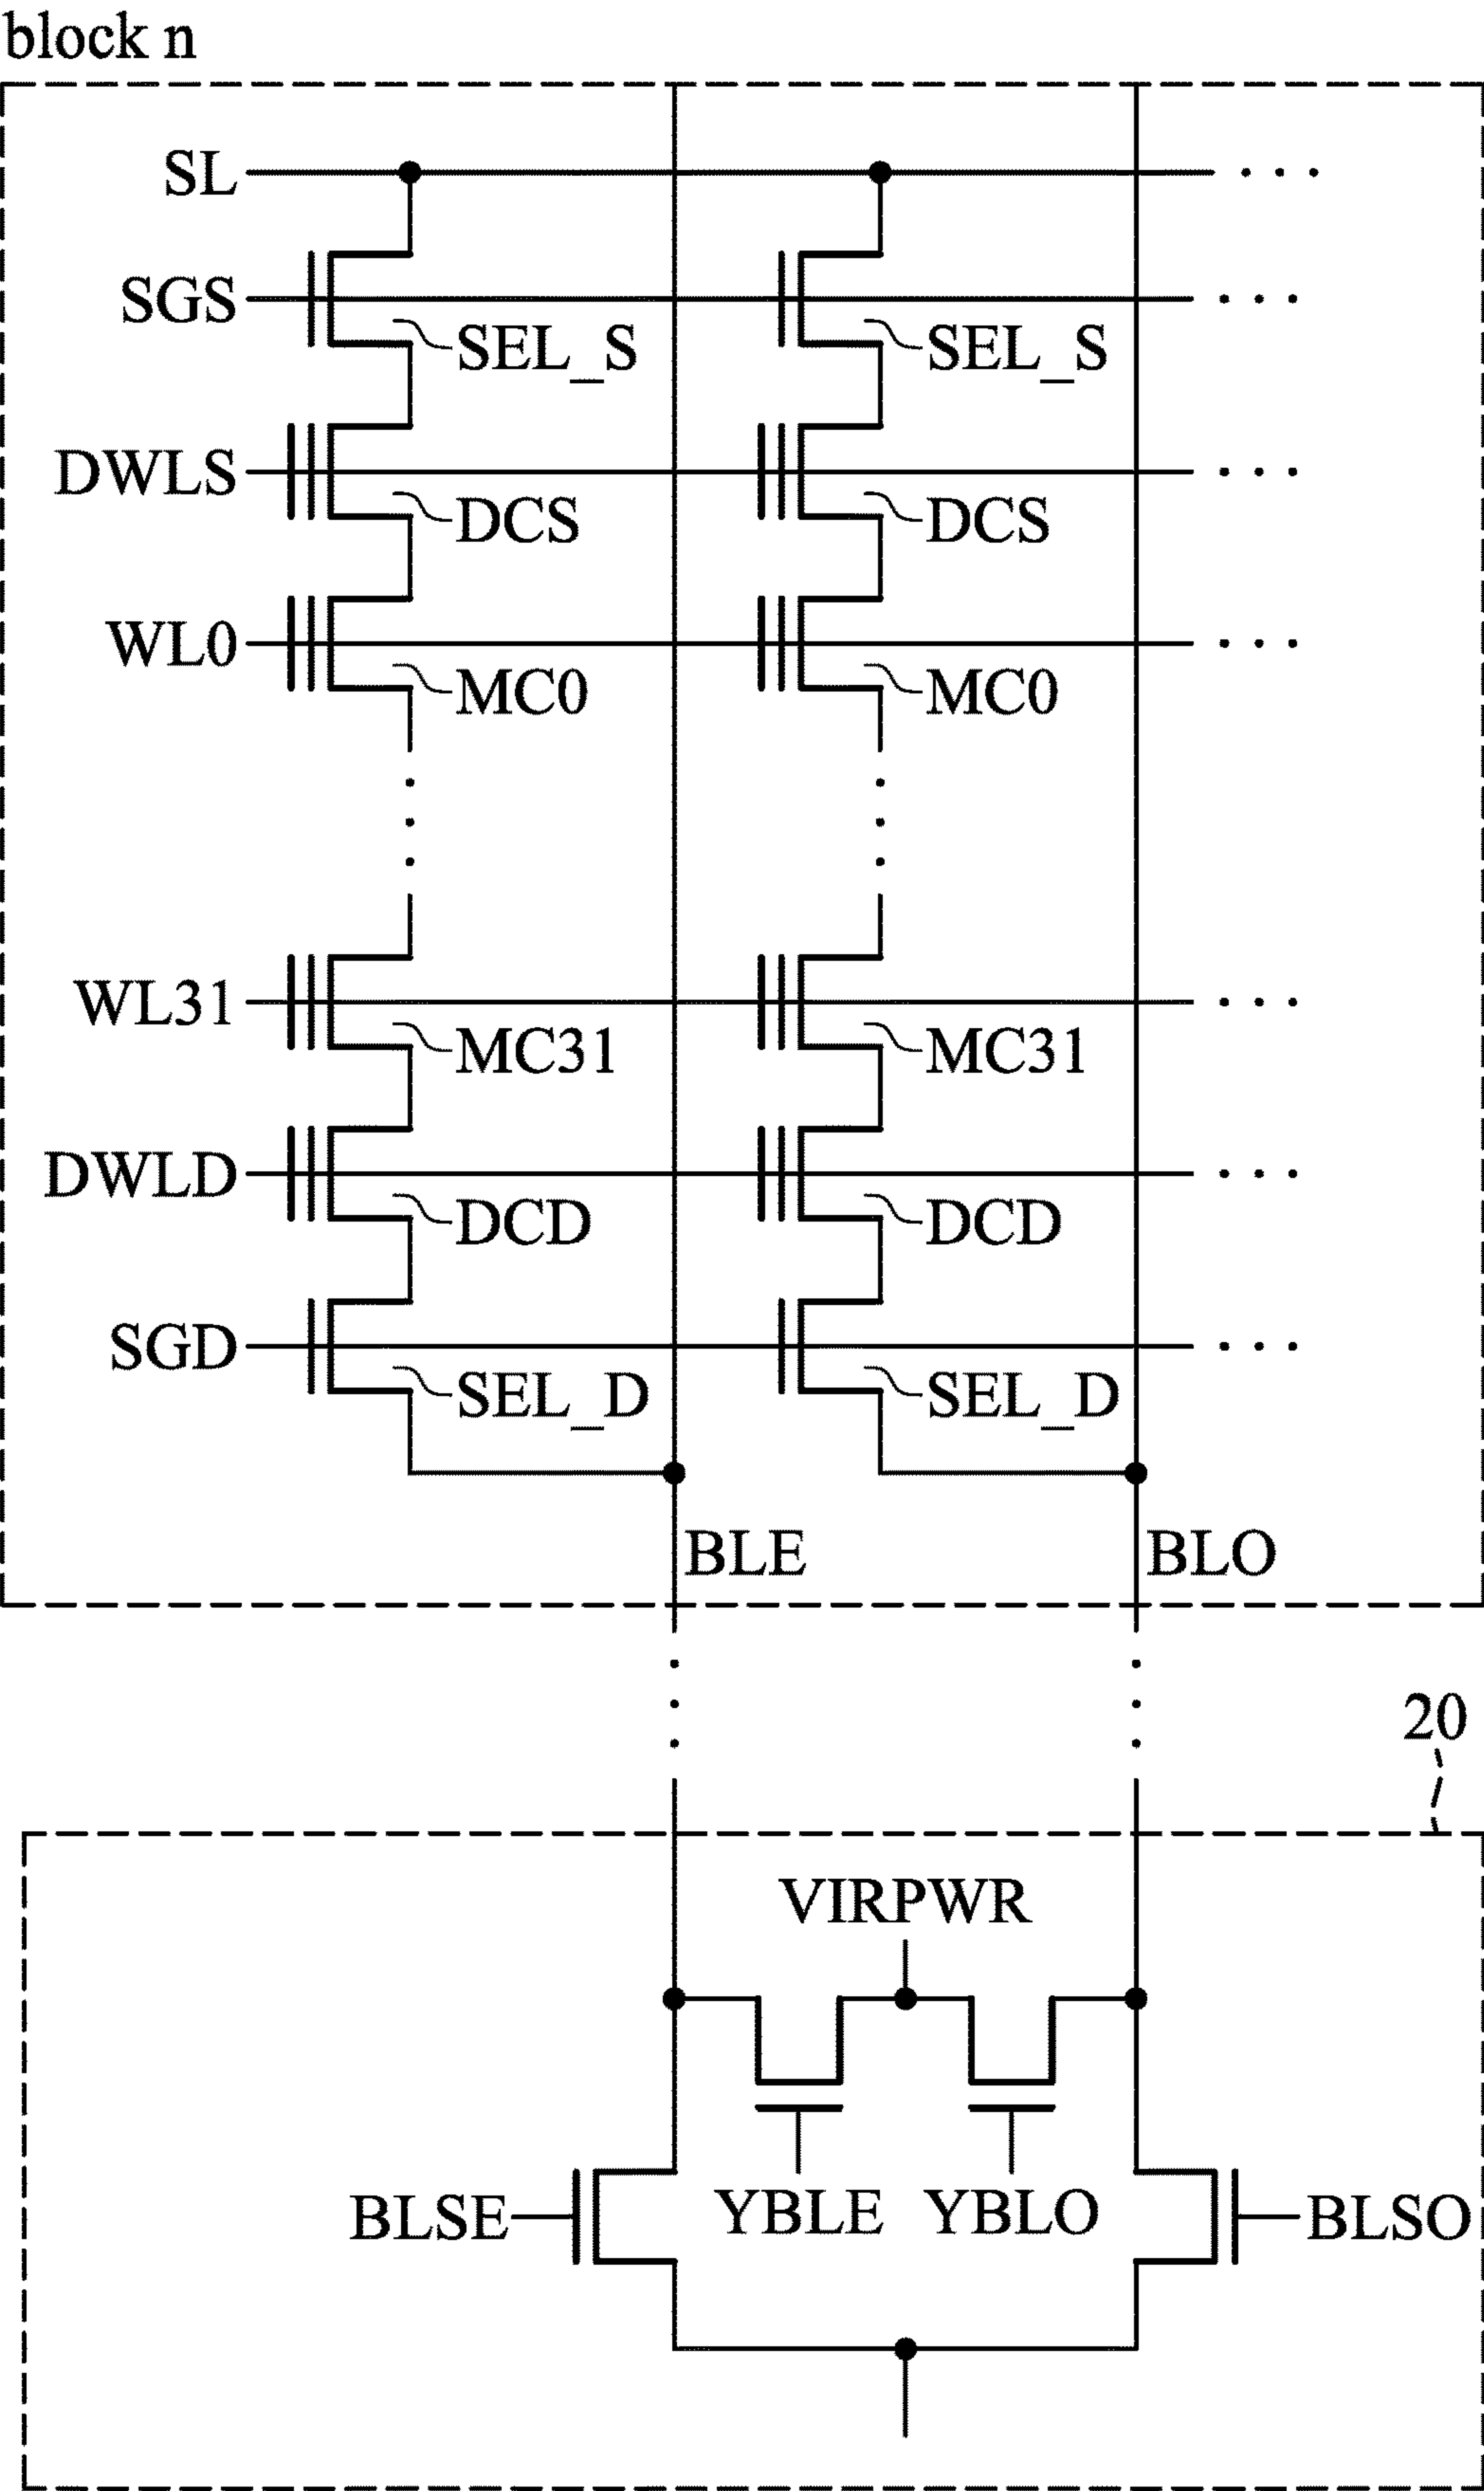 block n
SL
SGS
SEL_S SEL_S
DWLS
DCS DCS
WL0
MC0 MC0
WL31
MC31 MC31
DWLD
DCD DCD
SGD
SEL_D SEL_D
BLE BLO
20
VIRPWR
BLSE YBLE YBLO BLSO